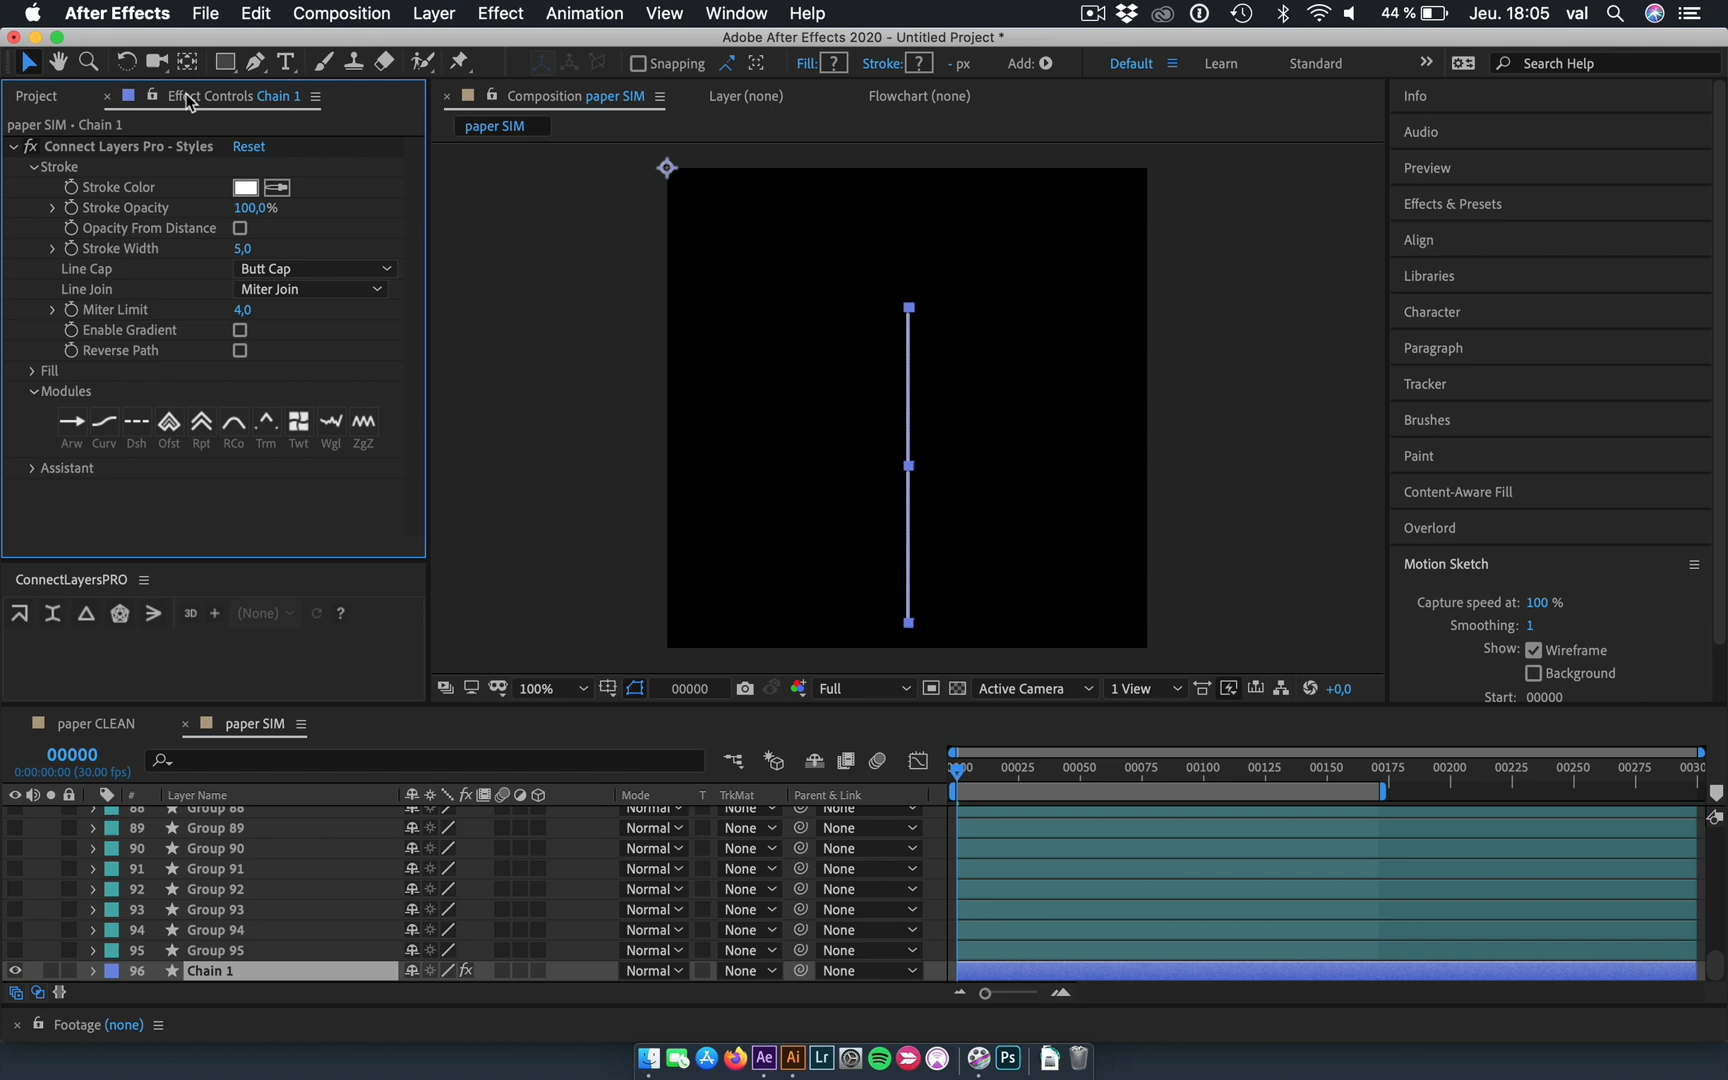 After Effects File Edit Composition Layer Effect Animation View Window Help 44 % Jeu. 18:05 val
Adobe After Effects 2020 - Untitled Project *
Snapping Fill: ? Stroke: ? - px Add: Default Learn Standard Search Help
Project Effect Controls Chain 1 Composition paper SIM Layer (none) Flowchart (none)
paper SIM • Chain 1
paper SIM
fx Connect Layers Pro - Styles Reset
Stroke
Stroke Color
Stroke Opacity 100,0%
Opacity From Distance
Stroke Width 5,0
Line Cap Butt Cap
Line Join Miter Join
Miter Limit 4,0
Enable Gradient
Reverse Path
Fill
Modules
Arw Curv Dsh Ofst Rpt RCo Trm Twt Wgl ZgZ
Assistant
ConnectLayersPRO
3D + (None) ?
100% 00000 Full Active Camera 1 View +0,0
Info
Audio
Preview
Effects & Presets
Align
Libraries
Character
Paragraph
Tracker
Brushes
Paint
Content-Aware Fill
Overlord
Motion Sketch
Capture speed at: 100 %
Smoothing: 1
Show: Wireframe
Background
Start: 00000
paper CLEAN paper SIM
00000
0:00:00:00 (30.00 fps)
00025 00050 00075 00100 00125 00150 00175 00200 00225 00250 00275
# Layer Name fx Mode T TrkMat Parent & Link
88 Group 88 Normal None None
89 Group 89 Normal None None
90 Group 90 Normal None None
91 Group 91 Normal None None
92 Group 92 Normal None None
93 Group 93 Normal None None
94 Group 94 Normal None None
95 Group 95 Normal None None
96 Chain 1 fx Normal None None
Footage (none)
Ae Ai Lr Ps